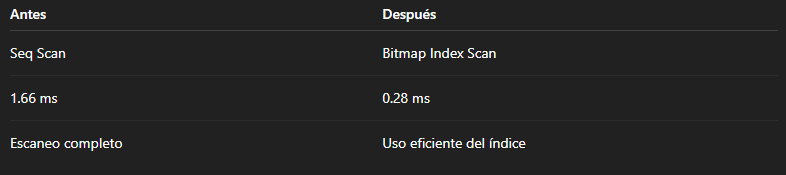 Antes Después
Seq Scan Bitmap Index Scan
1.66 ms 0.28 ms
Escaneo completo Uso eficiente del índice